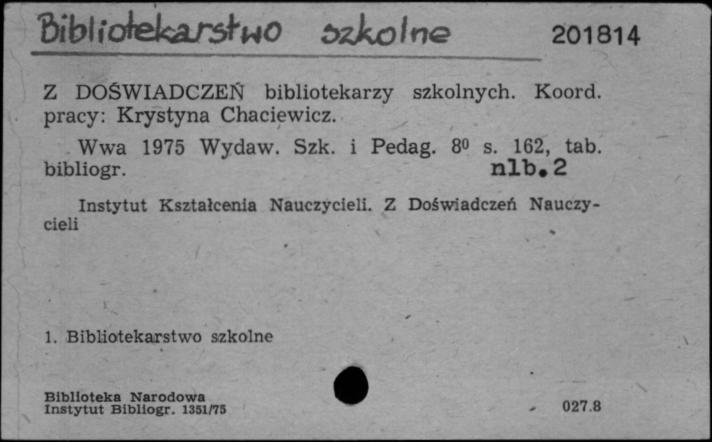 Bibliotekarstwo szkolne 201814
Z DOŚWIADCZEŃ bibliotekarzy szkolnych. Koord.
pracy: Krystyna Chaciewicz.
Wwa 1975 Wydaw. Szk. i Pedag. 8⁰ s. 162, tab.
bibliogr. nlb.2
Instytut Kształcenia Nauczycieli. Z Doświadczeń Nauczy-
cieli
1. Bibliotekarstwo szkolne
Biblioteka Narodowa
Instytut Bibliogr. 1351/75 027.8